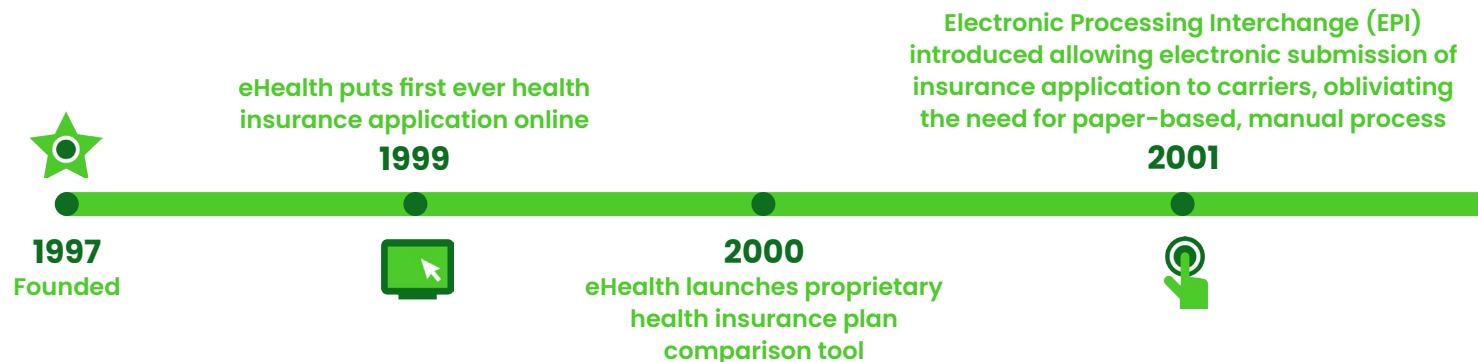 1997
Founded
eHealth puts first ever health
insurance application online
1999
2000
eHealth launches proprietary
health insurance plan
comparison tool
Electronic Processing Interchange (EPI)
introduced allowing electronic submission of
insurance application to carriers, obliviating
the need for paper-based, manual process
2001